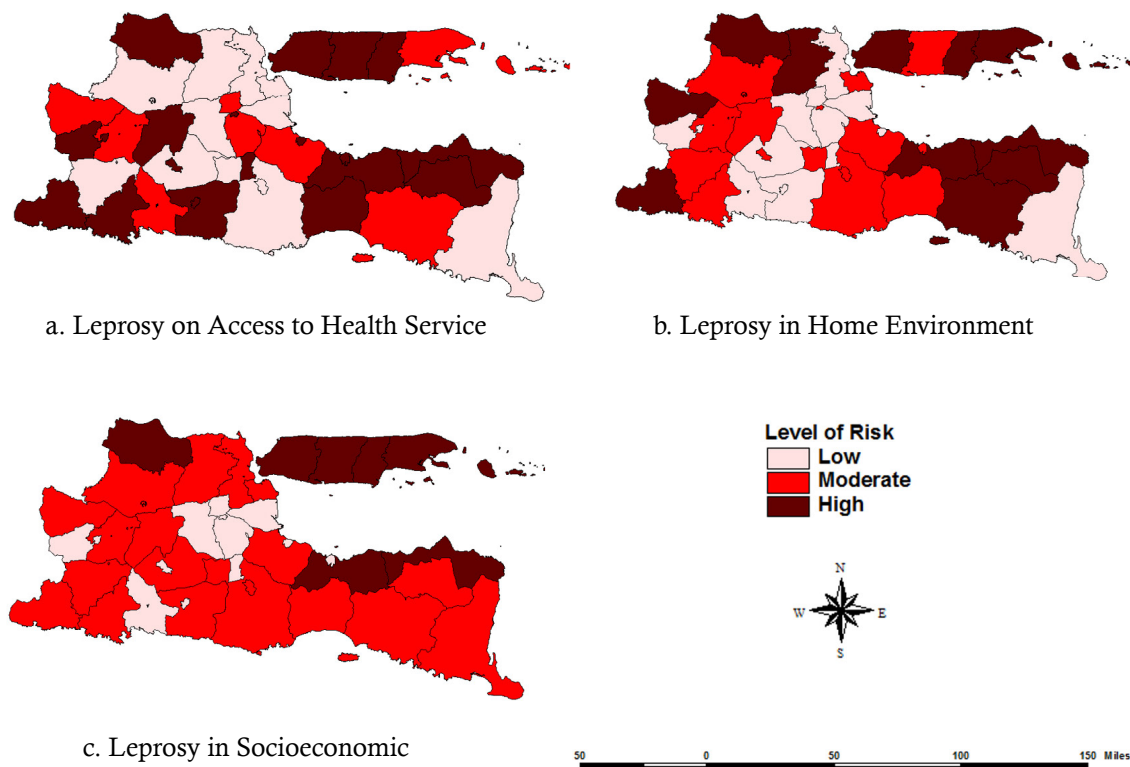 a. Leprosy on Access to Health Service
b. Leprosy in Home Environment
Level of Risk
Low
Moderate
High
N
W E
S
c. Leprosy in Socioeconomic
50 0 50 100 150 Miles